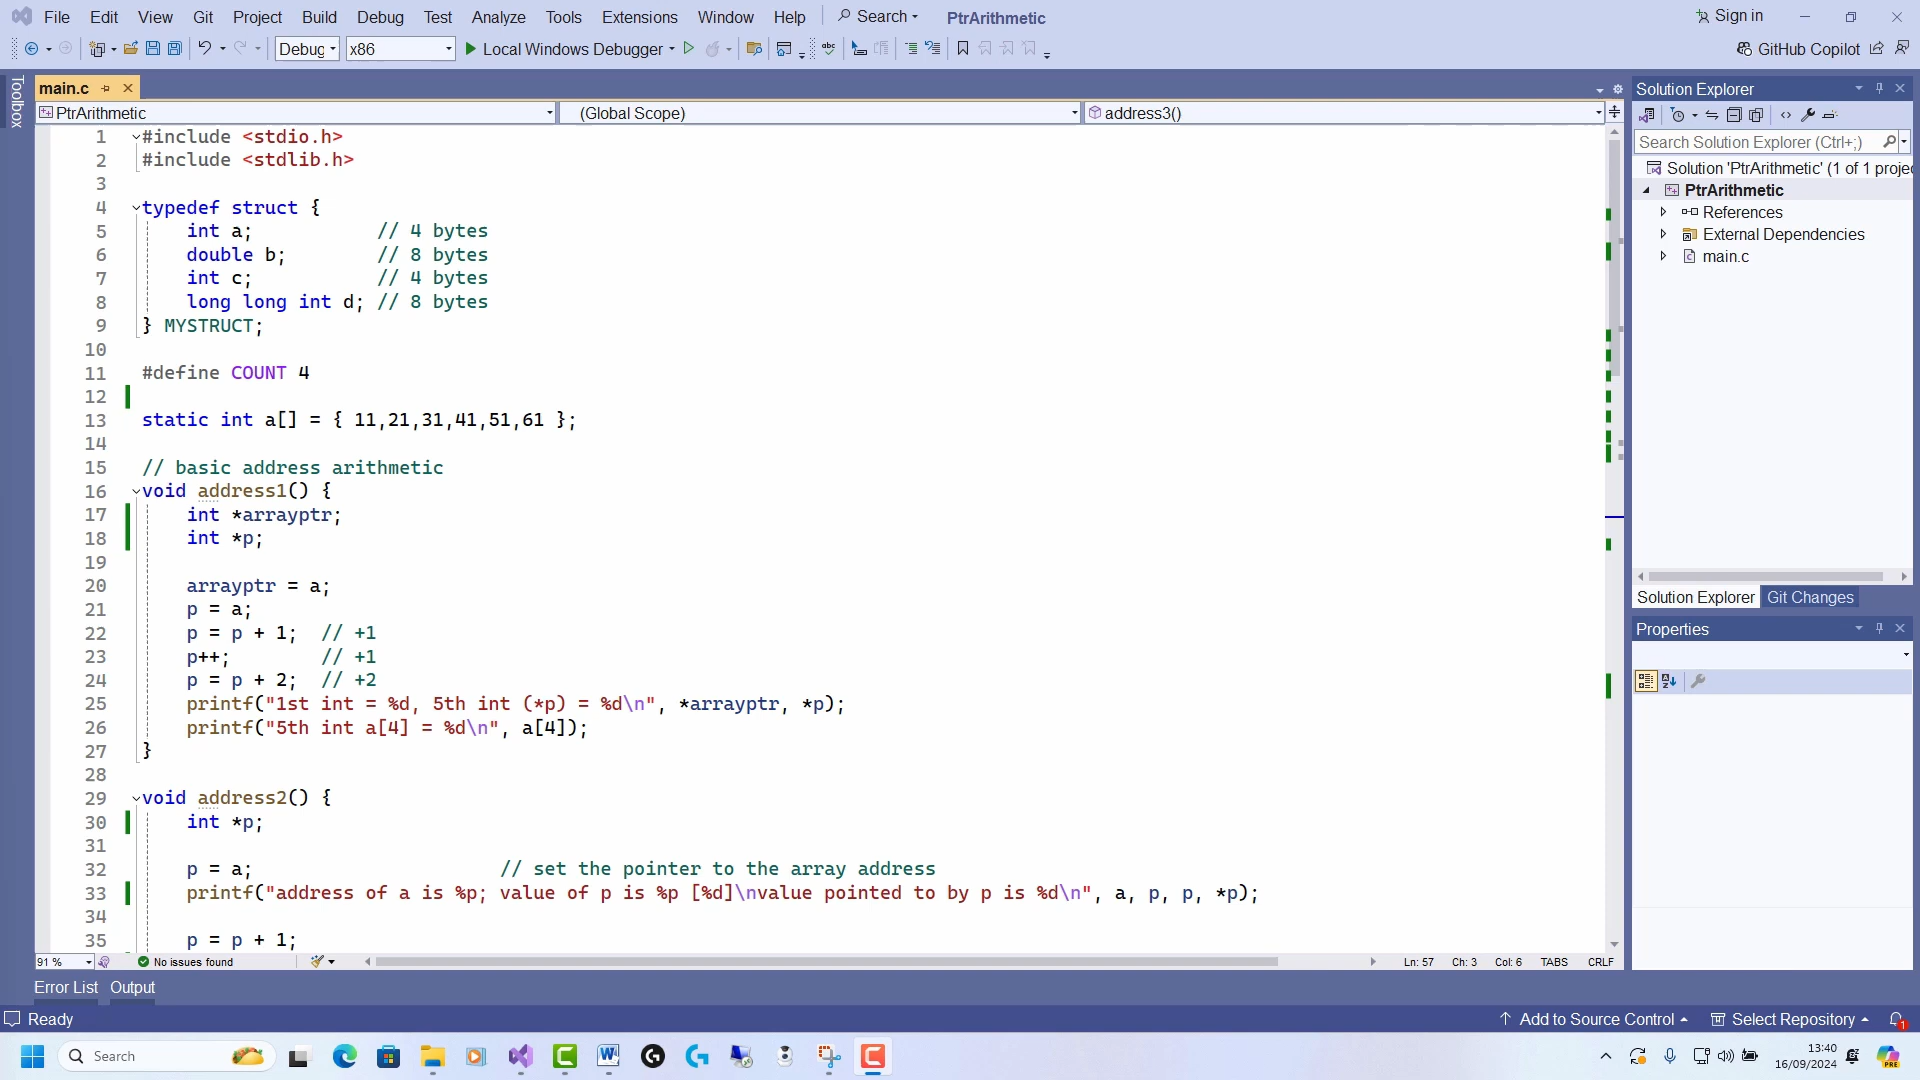 File Edit View Git Project Build Debug Test Analyze Tools Extensions Window Help Search PtrArithmetic Sign in
Debug x86 Local Windows Debugger abc GitHub Copilot
Toolbox
main.c
PtrArithmetic (Global Scope) address3()
1 #include <stdio.h>
2 #include <stdlib.h>
3
4 typedef struct {
5 int a; // 4 bytes
6 double b; // 8 bytes
7 int c; // 4 bytes
8 long long int d; // 8 bytes
9 } MYSTRUCT;
10
11 #define COUNT 4
12
13 static int a[] = { 11,21,31,41,51,61 };
14
15 // basic address arithmetic
16 void address1() {
17 int *arrayptr;
18 int *p;
19
20 arrayptr = a;
21 p = a;
22 p = p + 1; // +1
23 p++; // +1
24 p = p + 2; // +2
25 printf("1st int = %d, 5th int (*p) = %d\n", *arrayptr, *p);
26 printf("5th int a[4] = %d\n", a[4]);
27 }
28
29 void address2() {
30 int *p;
31
32 p = a; // set the pointer to the array address
33 printf("address of a is %p; value of p is %p [%d]\nvalue pointed to by p is %d\n", a, p, p, *p);
34
35 p = p + 1;
91 % No issues found Ln: 57 Ch: 3 Col: 6 TABS CRLF
Solution Explorer
Search Solution Explorer (Ctrl+;)
Solution 'PtrArithmetic' (1 of 1 projec
PtrArithmetic
References
External Dependencies
main.c
Solution Explorer Git Changes
Properties
Error List Output
Ready Add to Source Control Select Repository 1
Search 13:40
16/09/2024
PRE